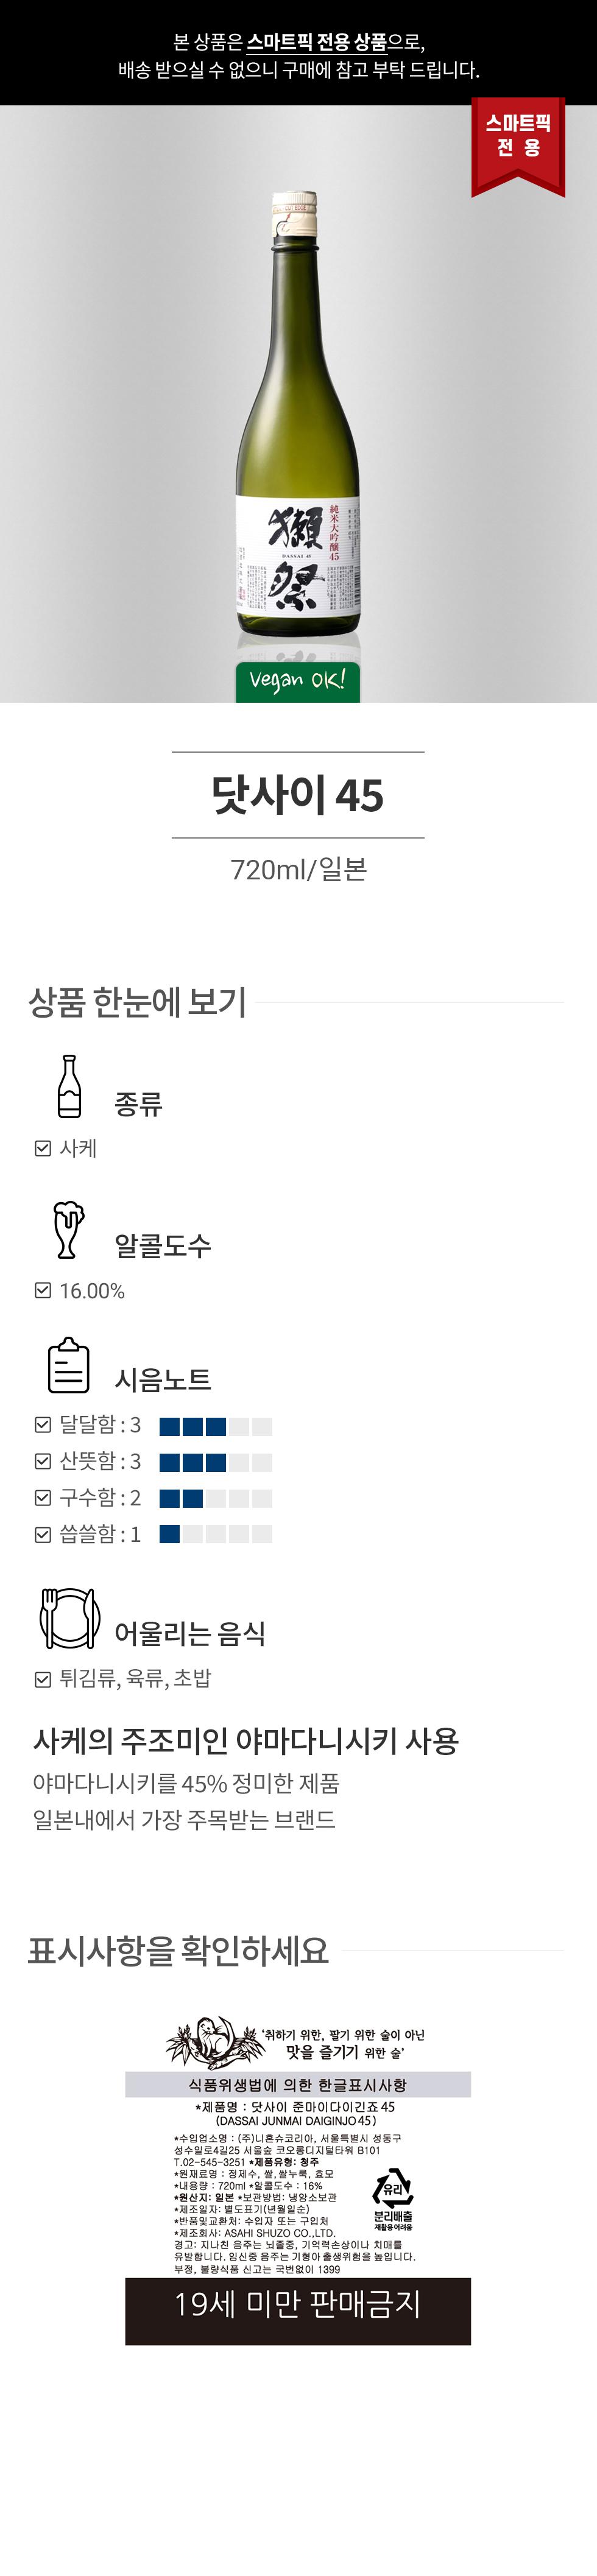 본 상품은 스마트픽 전용 상품으로,
배송 받으실 수 없으니 구매에 참고 부탁 드립니다.
스마트픽
전 용
獺祭
純米大吟醸45
DASSAI 45
Vegan OK!
닷사이 45
720ml/일본
상품 한눈에 보기
종류
사케
알콜도수
16.00%
시음노트
달달함 : 3
산뜻함 : 3
구수함 : 2
씁쓸함 : 1
어울리는 음식
튀김류, 육류, 초밥
사케의 주조미인 야마다니시키 사용
야마다니시키를 45% 정미한 제품
일본내에서 가장 주목받는 브랜드
표시사항을 확인하세요
'취하기 위한, 팔기 위한 술이 아닌
맛을 즐기기 위한 술'
식품위생법에 의한 한글표시사항
*제품명 : 닷사이 준마이다이긴죠 45
(DASSAI JUNMAI DAIGINJO 45)
*수입업소명 : (주)니혼슈코리아, 서울특별시 성동구
성수일로4길25 서울숲 코오롱디지털타워 B101
T.02-545-3251 *제품유형: 청주
*원재료명 : 정제수, 쌀, 쌀누룩, 효모
*내용량 : 720ml *알콜도수 : 16%
*원산지: 일본 *보관방법: 냉암소보관
*제조일자: 별도표기(년월일순)
*반품및교환처: 수입자 또는 구입처
*제조회사: ASAHI SHUZO CO.,LTD.
경고: 지나친 음주는 뇌졸중, 기억력손상이나 치매를
유발합니다. 임신중 음주는 기형아 출생위험을 높입니다.
부정, 불량식품 신고는 국번없이 1399
유리
분리배출
재활용어려움
19세 미만 판매금지